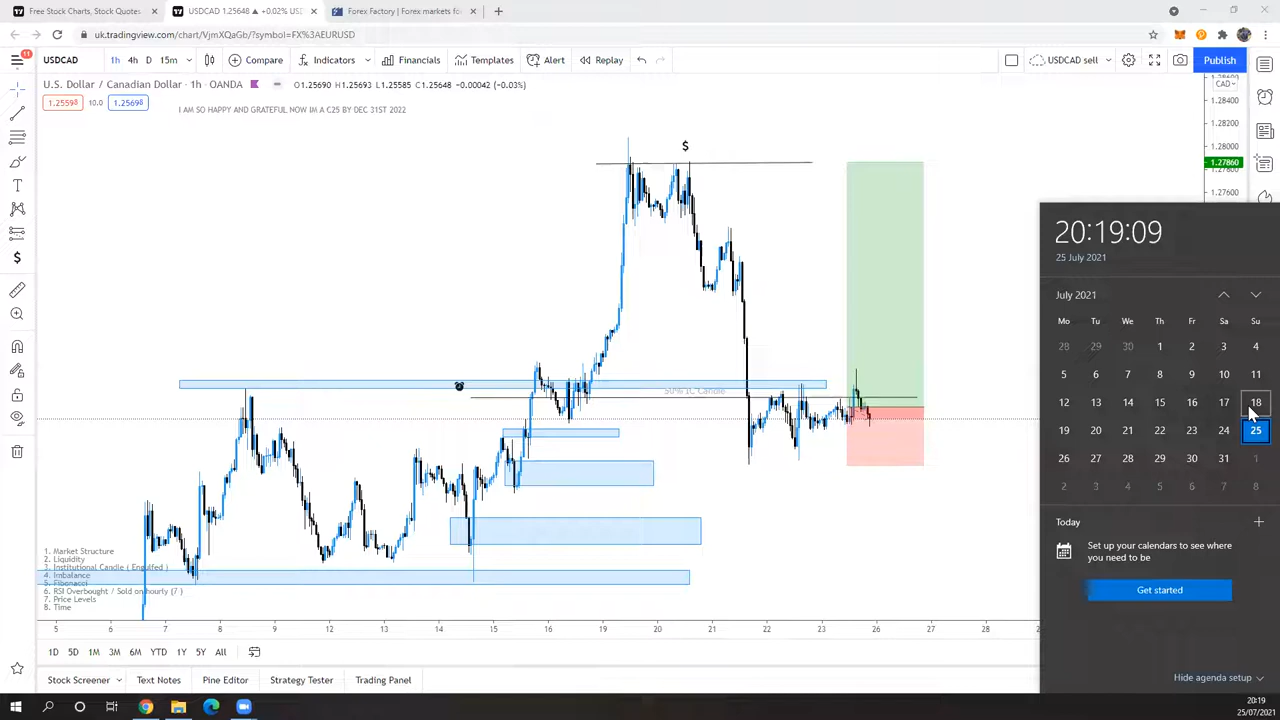 Free Stock Charts, Stock Quotes
USDCAD 1.25648 ▲ +0.02% USDCAD
Forex Factory | Forex markets for
uk.tradingview.com/chart/VjmXQaGb/?symbol=FX%3AEURUSD
11
USDCAD 1h 4h D 15m Compare Indicators Financials Templates Alert Replay USDCAD sell Publish
U.S. Dollar / Canadian Dollar · 1h · OANDA O1.25690 H1.25693 L1.25585 C1.25648 −0.00042 (−0.03%)
CAD
1.25598 10.0 1.25698
I AM SO HAPPY AND GRATEFUL NOW IM A C25 BY DEC 31ST 2022
1.28400
1.28200
1.28000
1.27860
1.27600
$
$
50% IC Candle
1. Market Structure
2. Liquidity
3. Institutional Candle ( Engulfed )
4. Imbalance
5. Fibonacci
6. RSI Overbought / Sold on hourly (7 )
7. Price Levels
8. Time
5 6 7 8 9 12 13 14 15 16 19 20 21 22 23 26 27 28
1D 5D 1M 3M 6M YTD 1Y 5Y All
Stock Screener Text Notes Pine Editor Strategy Tester Trading Panel
20:19:09
25 July 2021
July 2021
Mo Tu We Th Fr Sa Su
28 29 30 1 2 3 4
5 6 7 8 9 10 11
12 13 14 15 16 17 18
19 20 21 22 23 24 25
26 27 28 29 30 31 1
2 3 4 5 6 7 8
Today
Set up your calendars to see where
you need to be
Get started
Hide agenda setup
20:19
25/07/2021